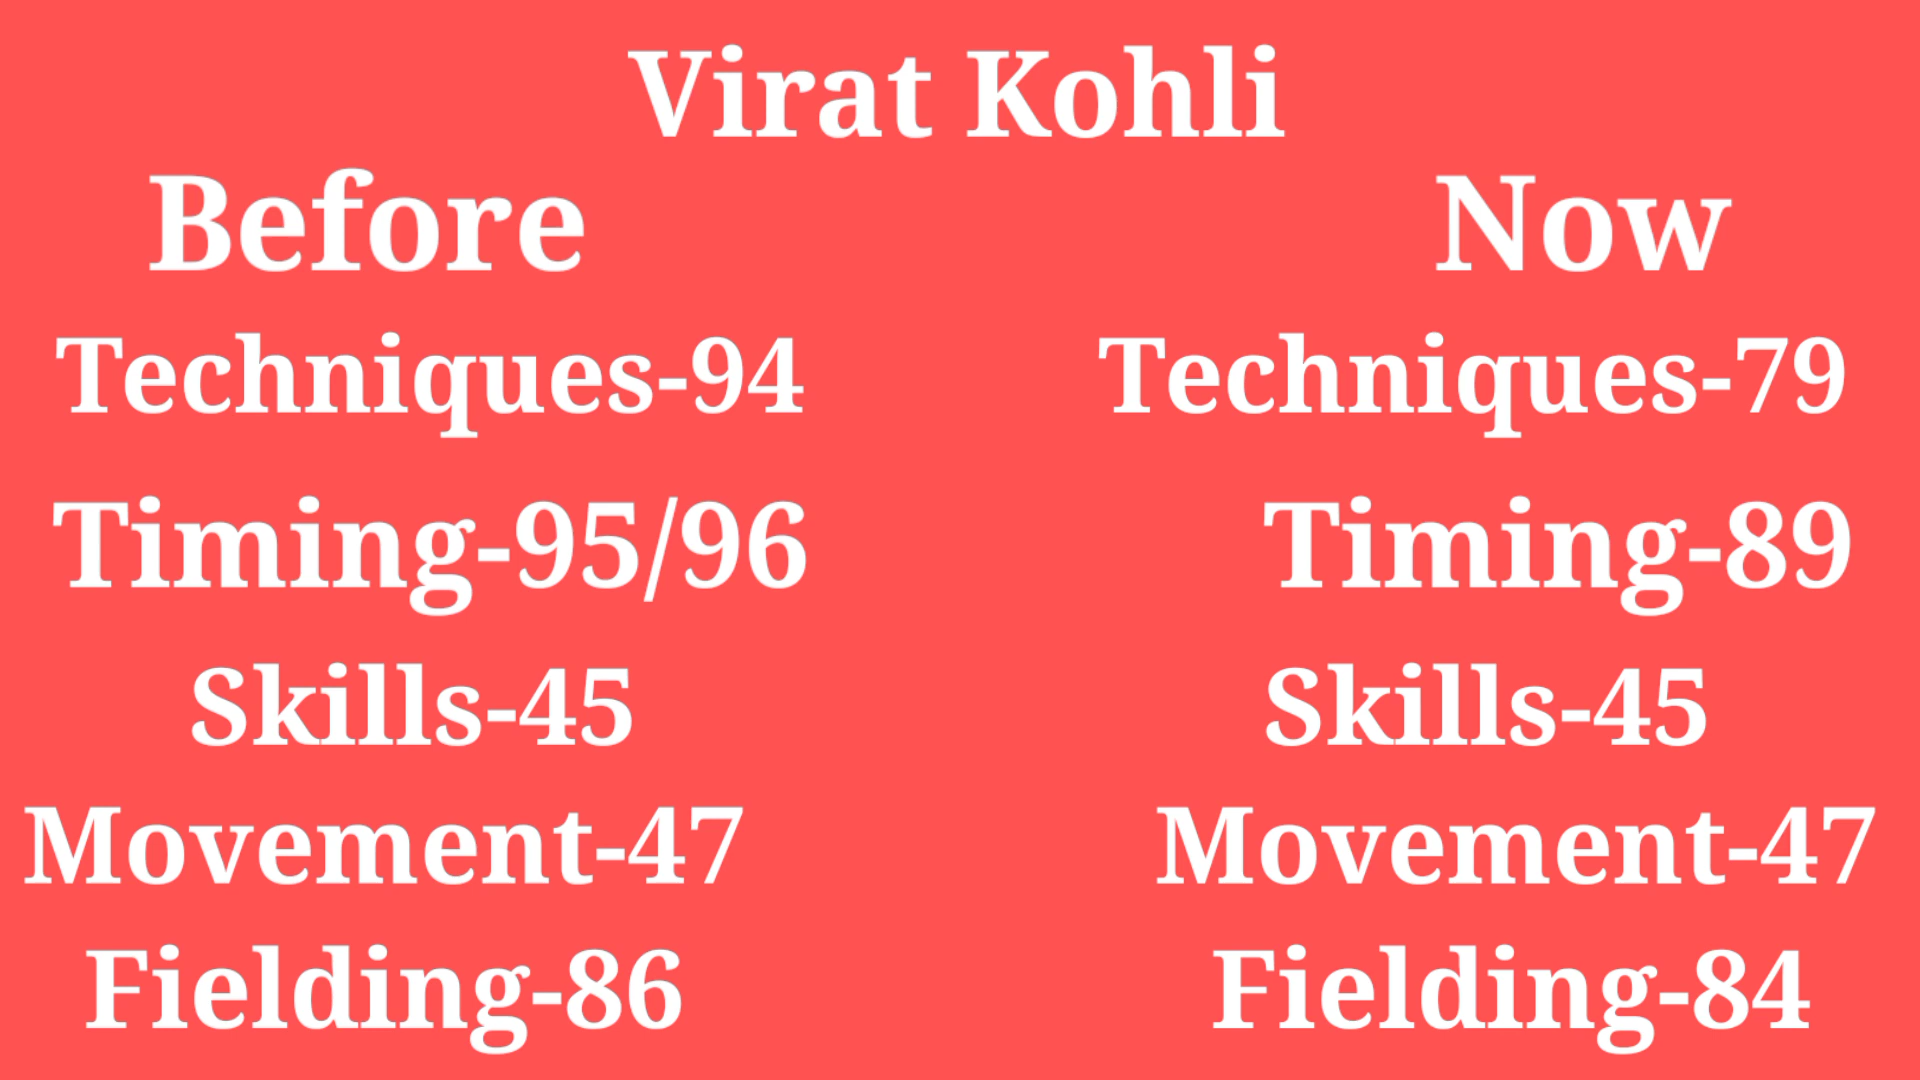 Virat Kohli
Before Now
Techniques-94 Techniques-79
Timing-95/96 Timing-89
Skills-45 Skills-45
Movement-47 Movement-47
Fielding-86 Fielding-84